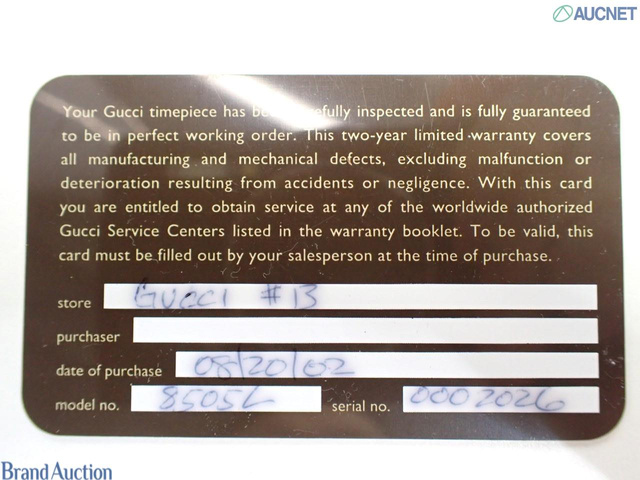 AUCNET
Your Gucci timepiece has been carefully inspected and is fully guaranteed
to be in perfect working order. This two-year limited warranty covers
all manufacturing and mechanical defects, excluding malfunction or
deterioration resulting from accidents or negligence. With this card
you are entitled to obtain service at any of the worldwide authorized
Gucci Service Centers listed in the warranty booklet. To be valid, this
card must be filled out by your salesperson at the time of purchase.
store GUCCI #13
purchaser
date of purchase 08/20/02
model no. 8505L serial no. 0002026
Brand Auction